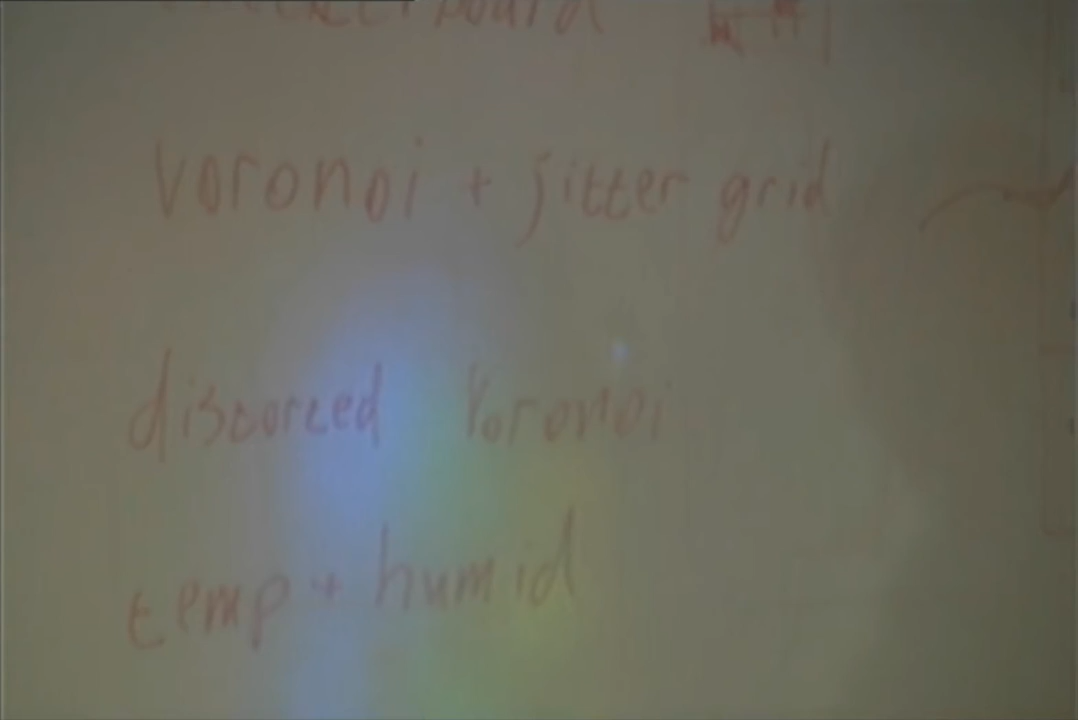 voronoi + jitter grid
distorted Voronoi
temp + humid